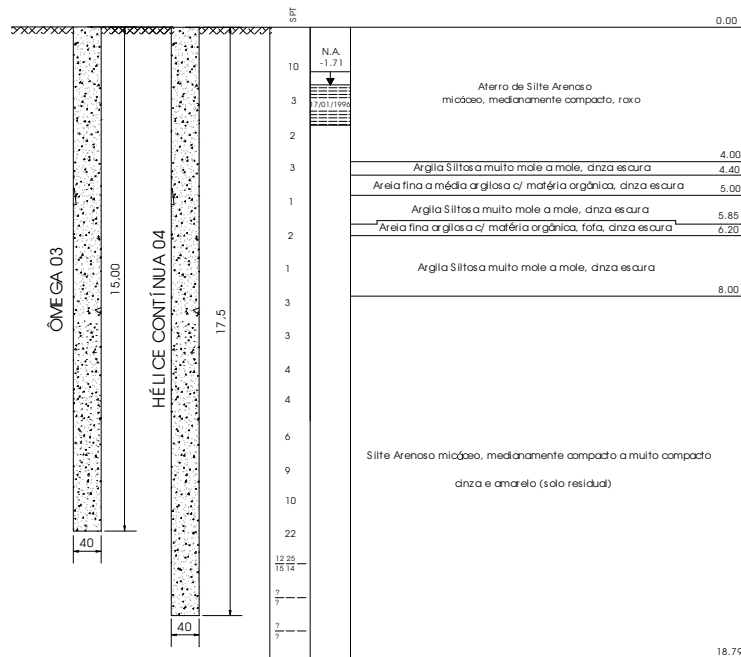 SPT
0.00
N.A.
-1.71
17/01/1996
10
3
2
3
1
2
1
3
3
4
4
6
9
10
22
12 25
15 14
?
?
?
?
Aterro de Silte Arenoso
micáceo, medianamente compacto, roxo
4.00
Argila Siltosa muito mole a mole, cinza escura
4.40
Areia fina a média argilosa c/ matéria orgânica, cinza escura
5.00
Argila Siltosa muito mole a mole, cinza escura
5.85
Areia fina argilosa c/ matéria orgânica, fofa, cinza escura
6.20
Argila Siltosa muito mole a mole, cinza escura
8.00
Silte Arenoso micáceo, medianamente compacto a muito compacto
cinza e amarelo (solo residual)
18.79
ÔMEGA 03
15,00
40
HÉLICE CONTÍNUA 04
17,5
40